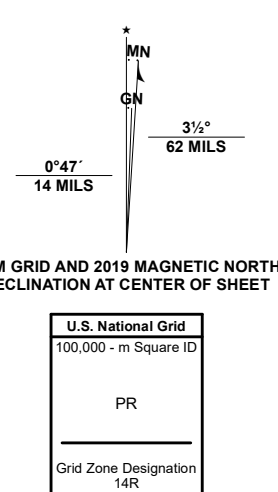 ★
MN
GN
3½°
62 MILS
0°47´
14 MILS
M GRID AND 2019 MAGNETIC NORTH
ECLINATION AT CENTER OF SHEET
U.S. National Grid
100,000 - m Square ID
PR
Grid Zone Designation
14R